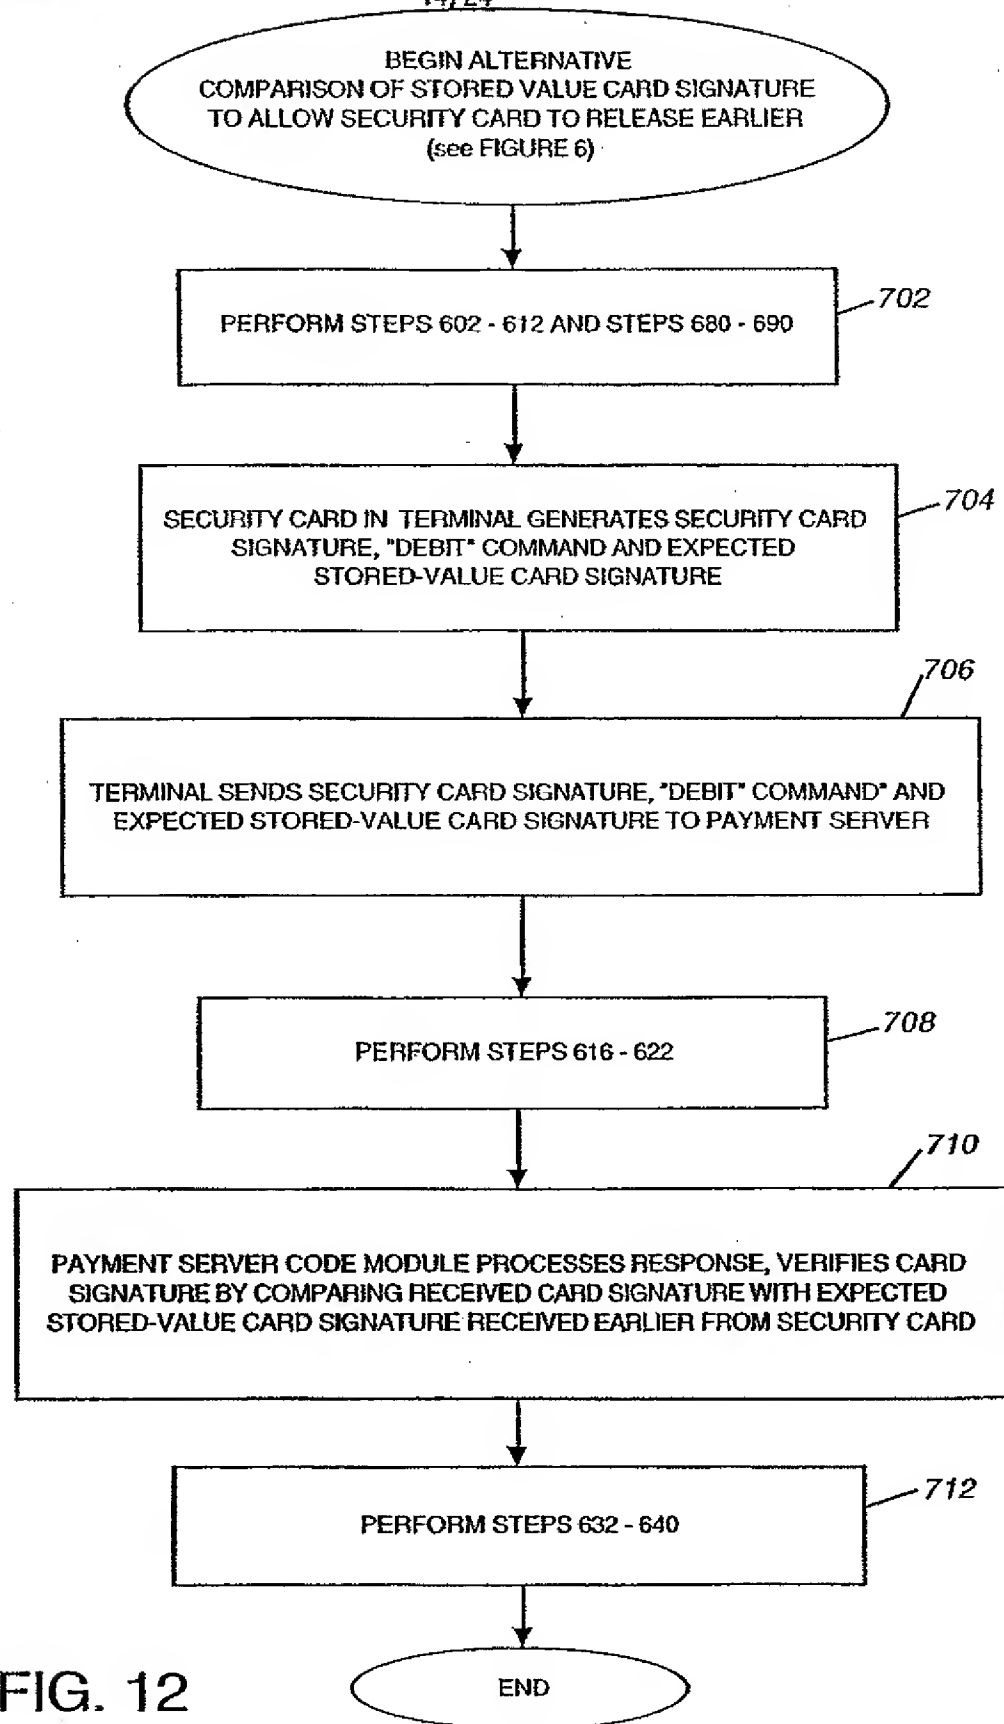 BEGIN ALTERNATIVE
COMPARISON OF STORED VALUE CARD SIGNATURE
TO ALLOW SECURITY CARD TO RELEASE EARLIER
(see FIGURE 6)
702
PERFORM STEPS 602 - 612 AND STEPS 680 - 690
704
SECURITY CARD IN TERMINAL GENERATES SECURITY CARD
SIGNATURE, "DEBIT" COMMAND AND EXPECTED
STORED-VALUE CARD SIGNATURE
706
TERMINAL SENDS SECURITY CARD SIGNATURE, "DEBIT" COMMAND" AND
EXPECTED STORED-VALUE CARD SIGNATURE TO PAYMENT SERVER
708
PERFORM STEPS 616 - 622
710
PAYMENT SERVER CODE MODULE PROCESSES RESPONSE, VERIFIES CARD
SIGNATURE BY COMPARING RECEIVED CARD SIGNATURE WITH EXPECTED
STORED-VALUE CARD SIGNATURE RECEIVED EARLIER FROM SECURITY CARD
712
PERFORM STEPS 632 - 640
END
FIG. 12